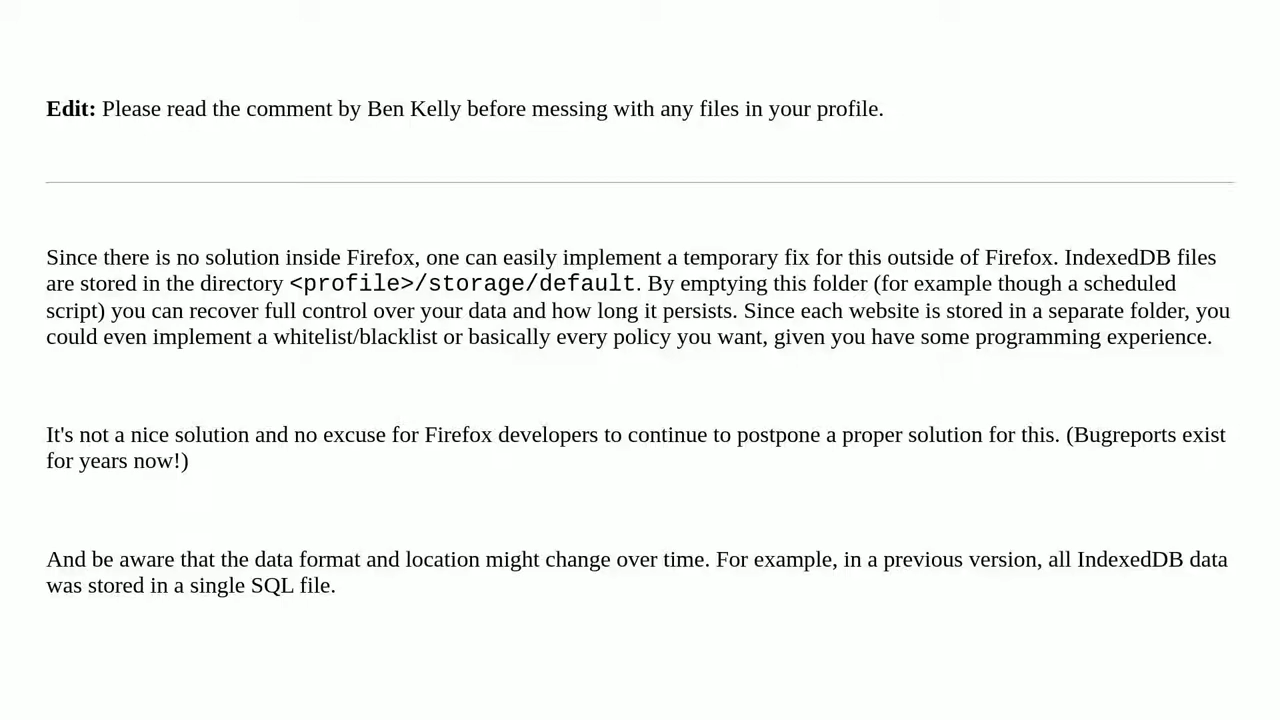 Edit: Please read the comment by Ben Kelly before messing with any files in your profile.
Since there is no solution inside Firefox, one can easily implement a temporary fix for this outside of Firefox. IndexedDB files
are stored in the directory <profile>/storage/default. By emptying this folder (for example though a scheduled
script) you can recover full control over your data and how long it persists. Since each website is stored in a separate folder, you
could even implement a whitelist/blacklist or basically every policy you want, given you have some programming experience.
It's not a nice solution and no excuse for Firefox developers to continue to postpone a proper solution for this. (Bugreports exist
for years now!)
And be aware that the data format and location might change over time. For example, in a previous version, all IndexedDB data
was stored in a single SQL file.